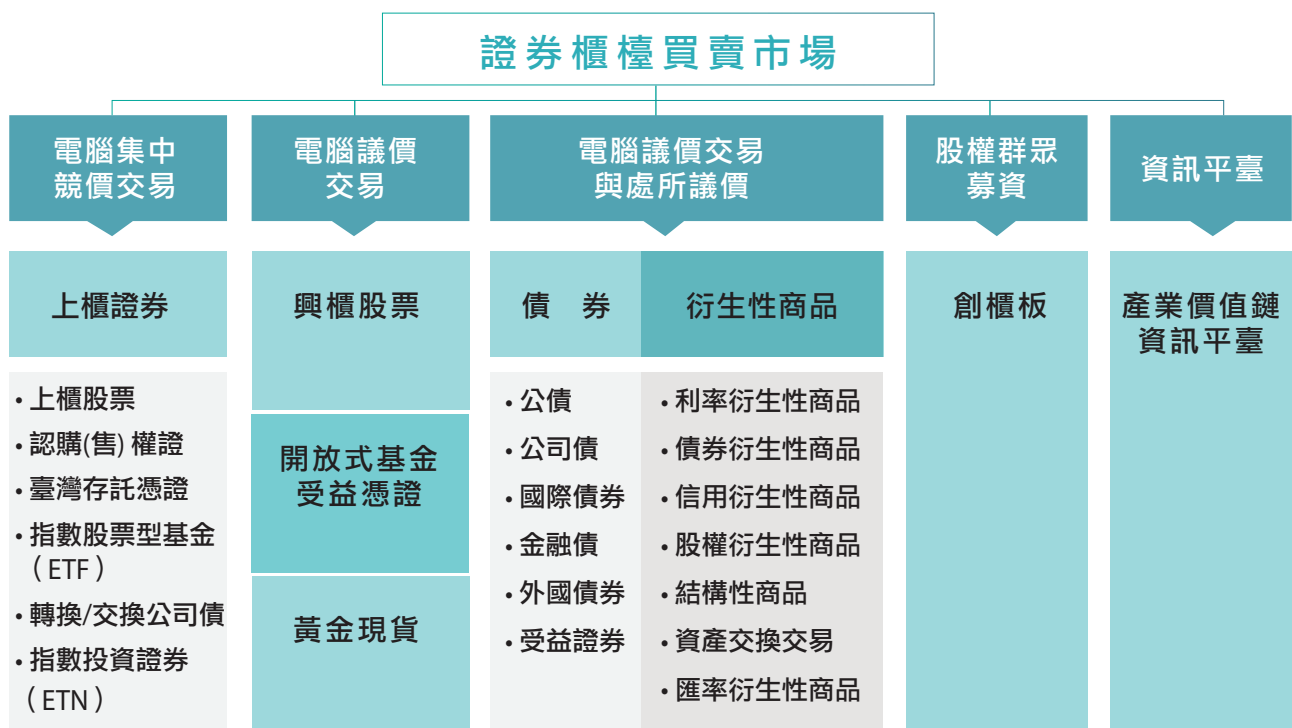 證券櫃檯買賣市場
電腦集中
競價交易
電腦議價
交易
電腦議價交易
與處所議價
股權群眾
募資
資訊平臺
上櫃證券
•上櫃股票
•認購(售)權證
•臺灣存託憑證
•指數股票型基金
（ETF）
•轉換/交換公司債
•指數投資證券
（ETN）
興櫃股票
開放式基金
受益憑證
黃金現貨
債 券
•公債
•公司債
•國際債券
•金融債
•外國債券
•受益證券
衍生性商品
•利率衍生性商品
•債券衍生性商品
•信用衍生性商品
•股權衍生性商品
•結構性商品
•資產交換交易
•匯率衍生性商品
創櫃板
產業價值鏈
資訊平臺